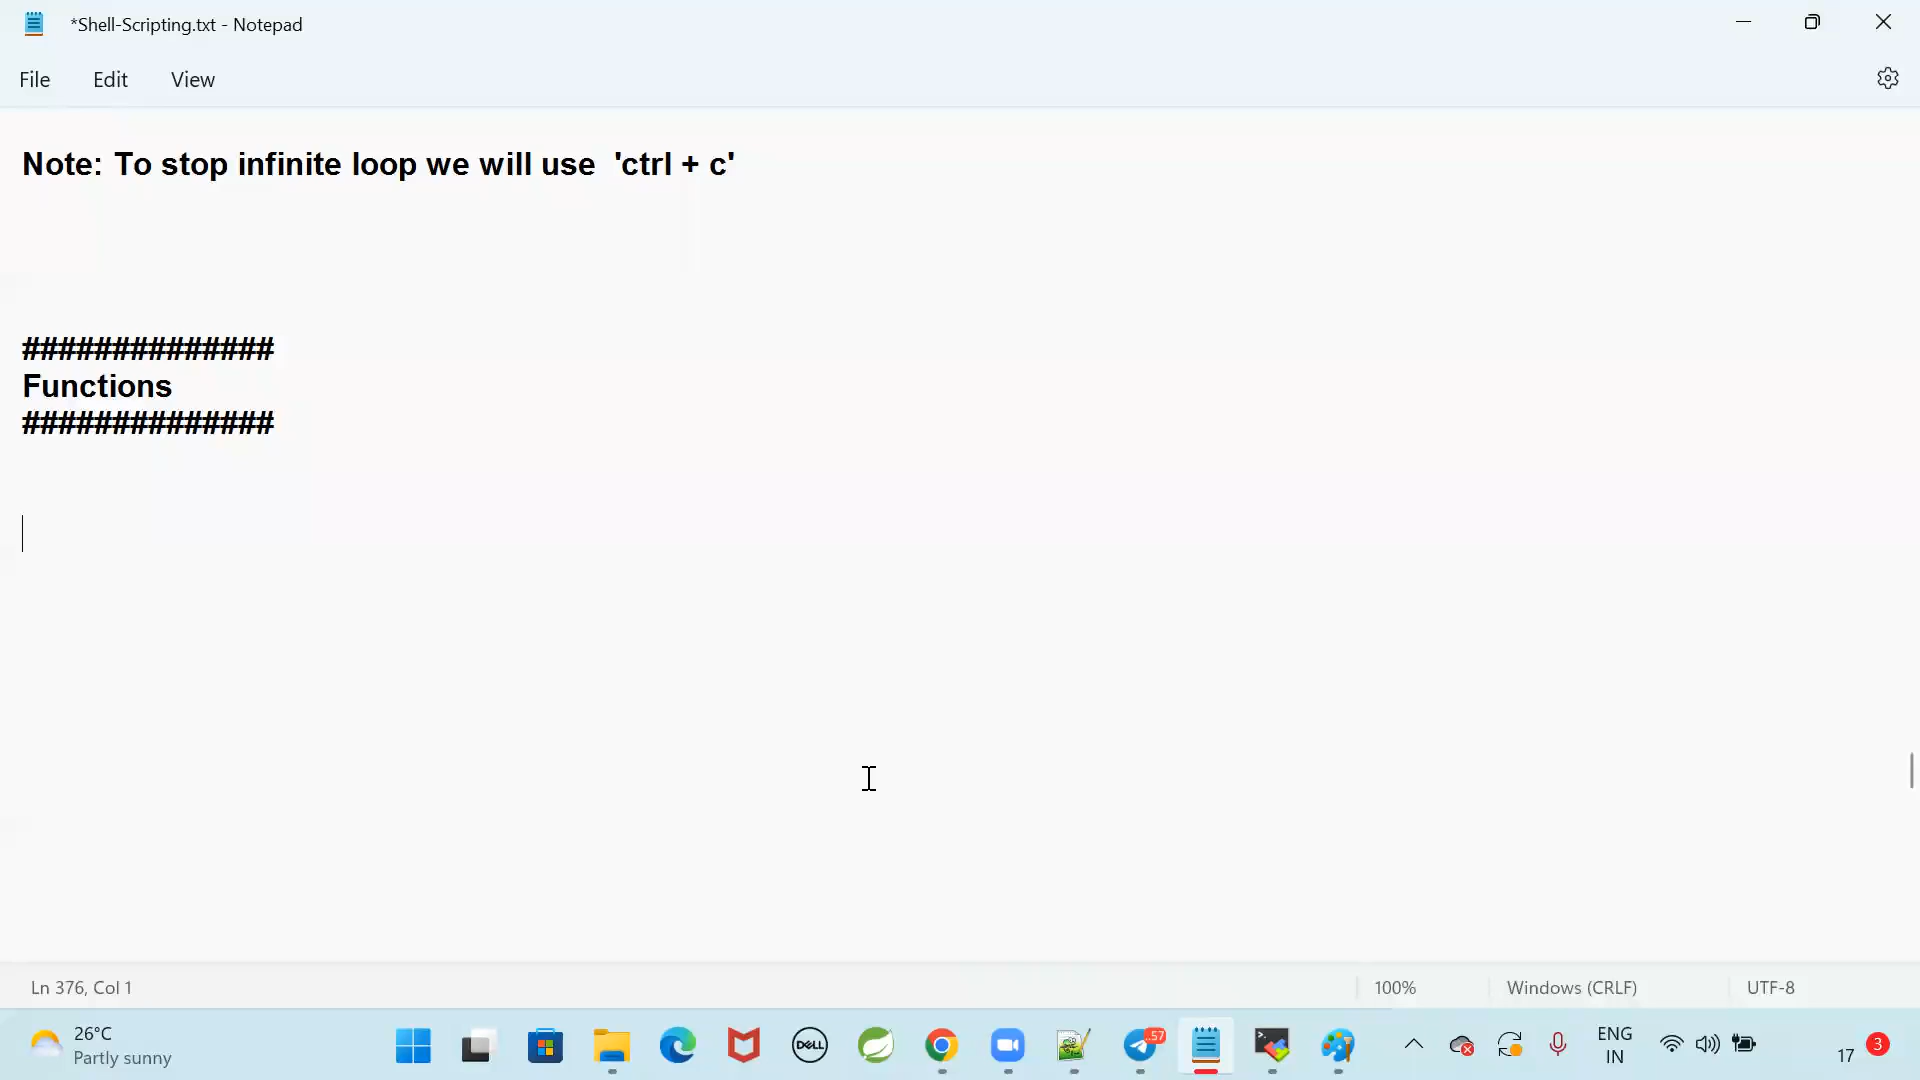 *Shell-Scripting.txt - Notepad
File Edit View
Note: To stop infinite loop we will use  'ctrl + c'
##############
Functions
##############
Ln 376, Col 1
100%
Windows (CRLF)
UTF-8
26°C
Partly sunny
DELL
57
ENG
IN
17
3